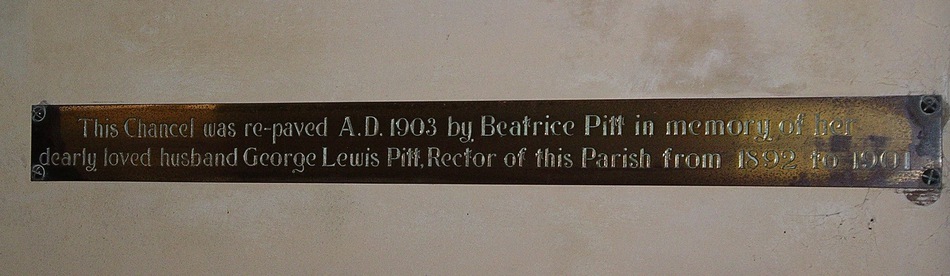 This Chancel was re-paved A.D. 1903 by Beatrice Pitt in memory of her
dearly loved husband George Lewis Pitt, Rector of this Parish from 1892 to 1901